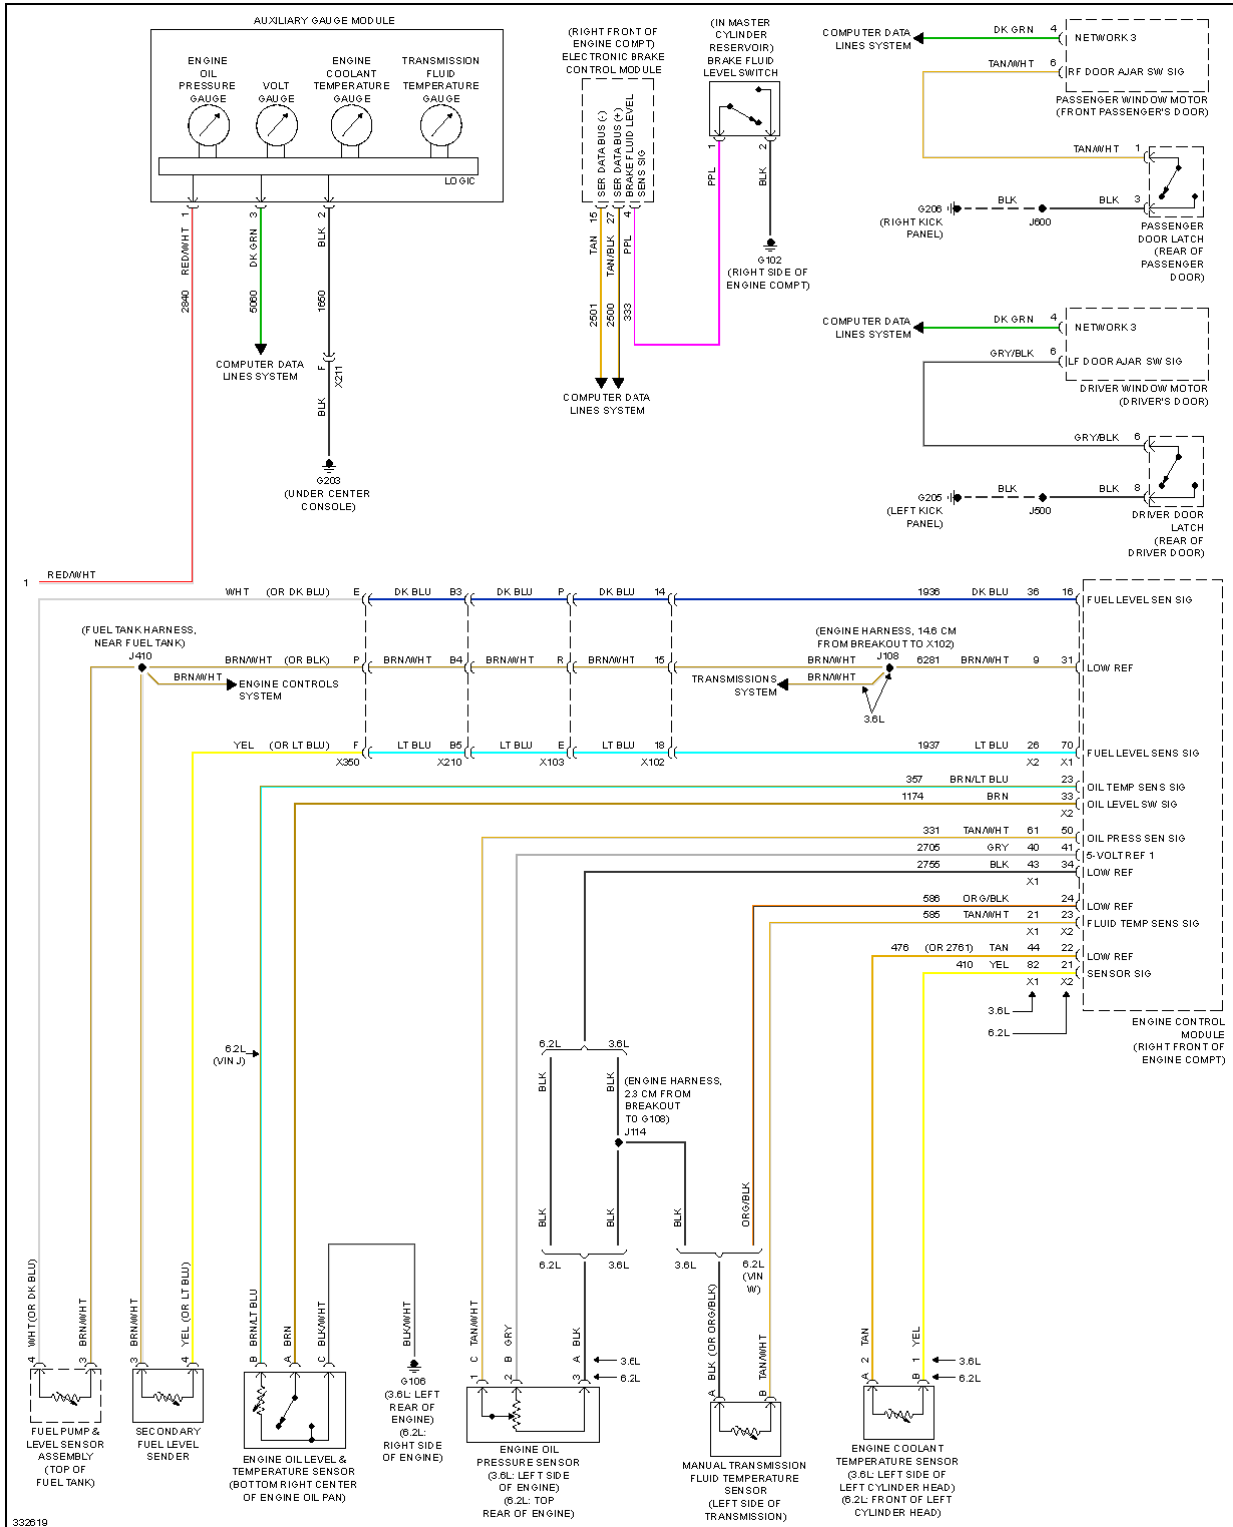 AUXILIARY GAUGE MODULE
ENGINE
OIL
PRESSURE
GAUGE
VOLT
GAUGE
ENGINE
COOLANT
TEMPERATURE
GAUGE
TRANSMISSION
FLUID
TEMPERATURE
GAUGE
LOGIC
1
3
2
RED/WHT
DK GRN
BLK
2840
5060
1650
COMPUTER DATA
LINES SYSTEM
F
X211
BLK
G203
(UNDER CENTER
CONSOLE)
1
RED/WHT
(RIGHT FRONT OF
ENGINE COMPT)
ELECTRONIC BRAKE
CONTROL MODULE
SER DATA BUS (-)
SER DATA BUS (+)
BRAKE FLUID LEVEL
SENS SIG
15
27
4
TAN
TAN/BLK
PPL
2501
2500
333
COMPUTER DATA
LINES SYSTEM
(IN MASTER
CYLINDER
RESERVOIR)
BRAKE FLUID
LEVEL SWITCH
1
2
PPL
BLK
G102
(RIGHT SIDE OF
ENGINE COMPT)
COMPUTER DATA
LINES SYSTEM
DK GRN
4
NETWORK 3
TAN/WHT
6
RF DOOR AJAR SW SIG
PASSENGER WINDOW MOTOR
(FRONT PASSENGER'S DOOR)
TAN/WHT
1
G206
(RIGHT KICK
PANEL)
BLK
J600
BLK
3
PASSENGER
DOOR LATCH
(REAR OF
PASSENGER
DOOR)
COMPUTER DATA
LINES SYSTEM
DK GRN
4
NETWORK 3
GRY/BLK
6
LF DOOR AJAR SW SIG
DRIVER WINDOW MOTOR
(DRIVER'S DOOR)
GRY/BLK
6
G205
(LEFT KICK
PANEL)
BLK
J500
BLK
8
DRIVER DOOR
LATCH
(REAR OF
DRIVER DOOR)
WHT (OR DK BLU) E DK BLU B3 DK BLU P DK BLU 14 1936 DK BLU 36 16 FUEL LEVEL SEN SIG
(FUEL TANK HARNESS,
NEAR FUEL TANK)
J410
(ENGINE HARNESS, 14.6 CM
FROM BREAKOUT TO X102)
J108
BRN/WHT (OR BLK) P BRN/WHT B4 BRN/WHT R BRN/WHT 15 BRN/WHT 6281 BRN/WHT 9 31 LOW REF
BRN/WHT
ENGINE CONTROLS
SYSTEM
TRANSMISSIONS
SYSTEM
BRN/WHT
3.6L
YEL (OR LT BLU) F LT BLU B5 LT BLU E LT BLU 18 1937 LT BLU 26 70 FUEL LEVEL SENS SIG
X350 X210 X103 X102 X2 X1
357 BRN/LT BLU 23 OIL TEMP SENS SIG
1174 BRN 33 OIL LEVEL SW SIG
X2
331 TAN/WHT 61 50 OIL PRESS SEN SIG
2705 GRY 40 41 5-VOLT REF 1
2755 BLK 43 34 LOW REF
X1
586 ORG/BLK 24 LOW REF
585 TAN/WHT 21 23 FLUID TEMP SENS SIG
X1 X2
476 (OR 2761) TAN 44 22 LOW REF
410 YEL 82 21 SENSOR SIG
X1 X2
3.6L
6.2L
ENGINE CONTROL
MODULE
(RIGHT FRONT OF
ENGINE COMPT)
6.2L
(VIN J)
6.2L 3.6L
BLK
BLK
(ENGINE HARNESS,
2.3 CM FROM
BREAKOUT
TO G108)
J114
BLK
BLK
BLK
ORG/BLK
6.2L 3.6L
3.6L
6.2L
(VIN
W)
4 WHT(OR DK BLU)
3 BRN/WHT
FUEL PUMP &
LEVEL SENSOR
ASSEMBLY
(TOP OF
FUEL TANK)
3 BRN/WHT
4 YEL (OR LT BLU)
SECONDARY
FUEL LEVEL
SENDER
B BRN/LT BLU
A BRN
C BLK/WHT
ENGINE OIL LEVEL &
TEMPERATURE SENSOR
(BOTTOM RIGHT CENTER
OF ENGINE OIL PAN)
BLK/WHT
G106
(3.6L: LEFT
REAR OF
ENGINE)
(6.2L:
RIGHT SIDE
OF ENGINE)
1 C TAN/WHT
2 B GRY
3 A BLK
3.6L
6.2L
ENGINE OIL
PRESSURE SENSOR
(3.6L: LEFT SIDE
OF ENGINE)
(6.2L: TOP
REAR OF ENGINE)
A BLK (OR ORG/BLK)
B TAN/WHT
MANUAL TRANSMISSION
FLUID TEMPERATURE
SENSOR
(LEFT SIDE OF
TRANSMISSION)
A 2 TAN
B 1 YEL
3.6L
6.2L
ENGINE COOLANT
TEMPERATURE SENSOR
(3.6L: LEFT SIDE OF
LEFT CYLINDER HEAD)
(6.2L: FRONT OF LEFT
CYLINDER HEAD)
332619